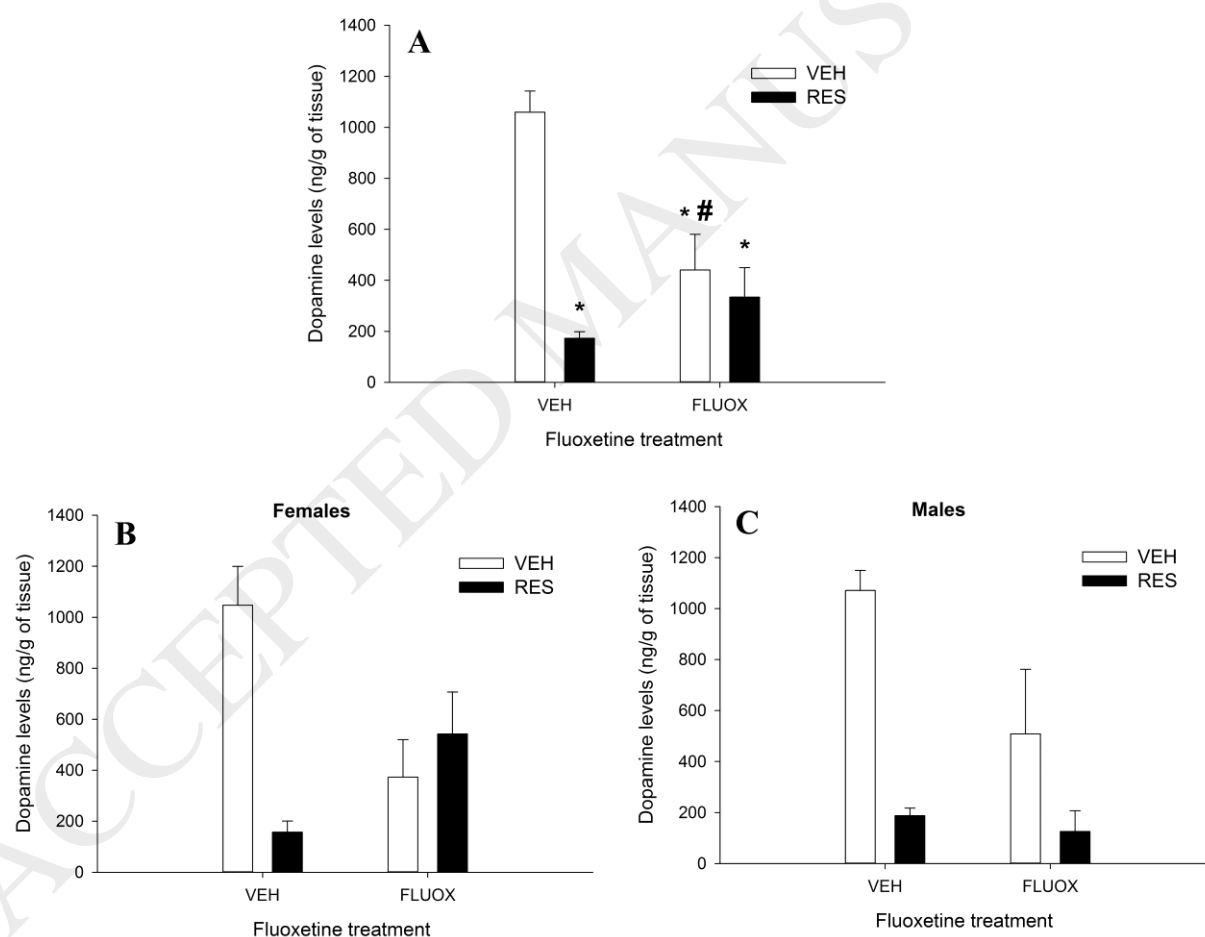 A
1400
1200
1000
800
600
400
200
0
Dopamine levels (ng/g of tissue)
VEH
RES
*
* #
*
VEH FLUOX
Fluoxetine treatment
B
Females
1400
1200
1000
800
600
400
200
0
Dopamine levels (ng/g of tissue)
VEH
RES
VEH FLUOX
Fluoxetine treatment
C
Males
1400
1200
1000
800
600
400
200
0
Dopamine levels (ng/g of tissue)
VEH
RES
VEH FLUOX
Fluoxetine treatment
ACCEPTED MANUS